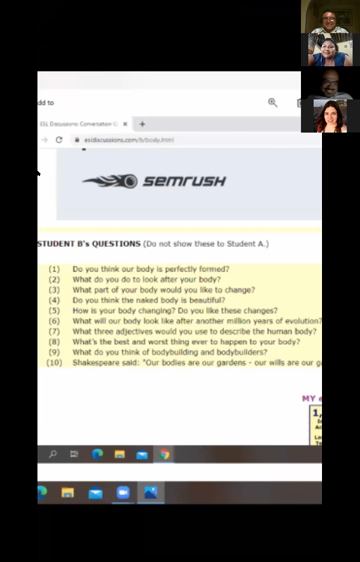 dd to
ESL Discussions: Conversation Q
esldiscussions.com/b/body.html
semrush
STUDENT B's QUESTIONS (Do not show these to Student A.)
(1) Do you think our body is perfectly formed?
(2) What do you do to look after your body?
(3) What part of your body would you like to change?
(4) Do you think the naked body is beautiful?
(5) How is your body changing? Do you like these changes?
(6) What will our body look like after another million years of evolution?
(7) What three adjectives would you use to describe the human body?
(8) What's the best and worst thing ever to happen to your body?
(9) What do you think of bodybuilding and bodybuilders?
(10) Shakespeare said: "Our bodies are our gardens - our wills are our g
MY e
1,